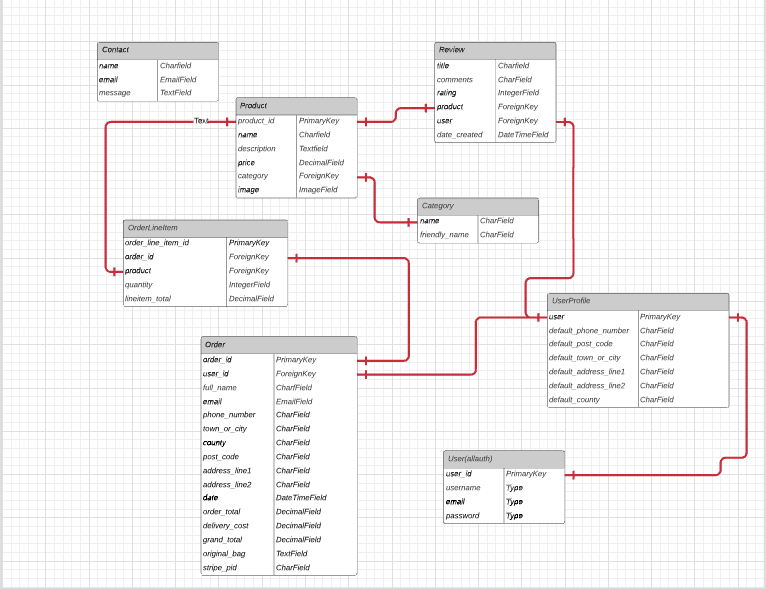 Contact
name Charfield
email EmailField
message TextField
Review
title Charfield
comments CharField
rating IntegerField
product ForeignKey
user ForeignKey
date_created DateTimeField
Product
product_id PrimaryKey
name Charfield
description Textfield
price DecimalField
category ForeignKey
image ImageField
Text
Category
name CharField
friendly_name CharField
OrderLineItem
order_line_item_id PrimaryKey
order_id ForeignKey
product ForeignKey
quantity IntegerField
lineitem_total DecimalField
UserProfile
user PrimaryKey
default_phone_number CharField
default_post_code CharField
default_town_or_city CharField
default_address_line1 CharField
default_address_line2 CharField
default_county CharField
Order
order_id PrimaryKey
user_id ForeignKey
full_name CharfField
email EmailField
phone_number CharField
town_or_city CharField
county CharField
post_code CharField
address_line1 CharField
address_line2 CharField
date DateTimeField
order_total DecimalField
delivery_cost DecimalField
grand_total DecimalField
original_bag TextField
stripe_pid CharField
User(allauth)
user_id PrimaryKey
username Type
email Type
password Type